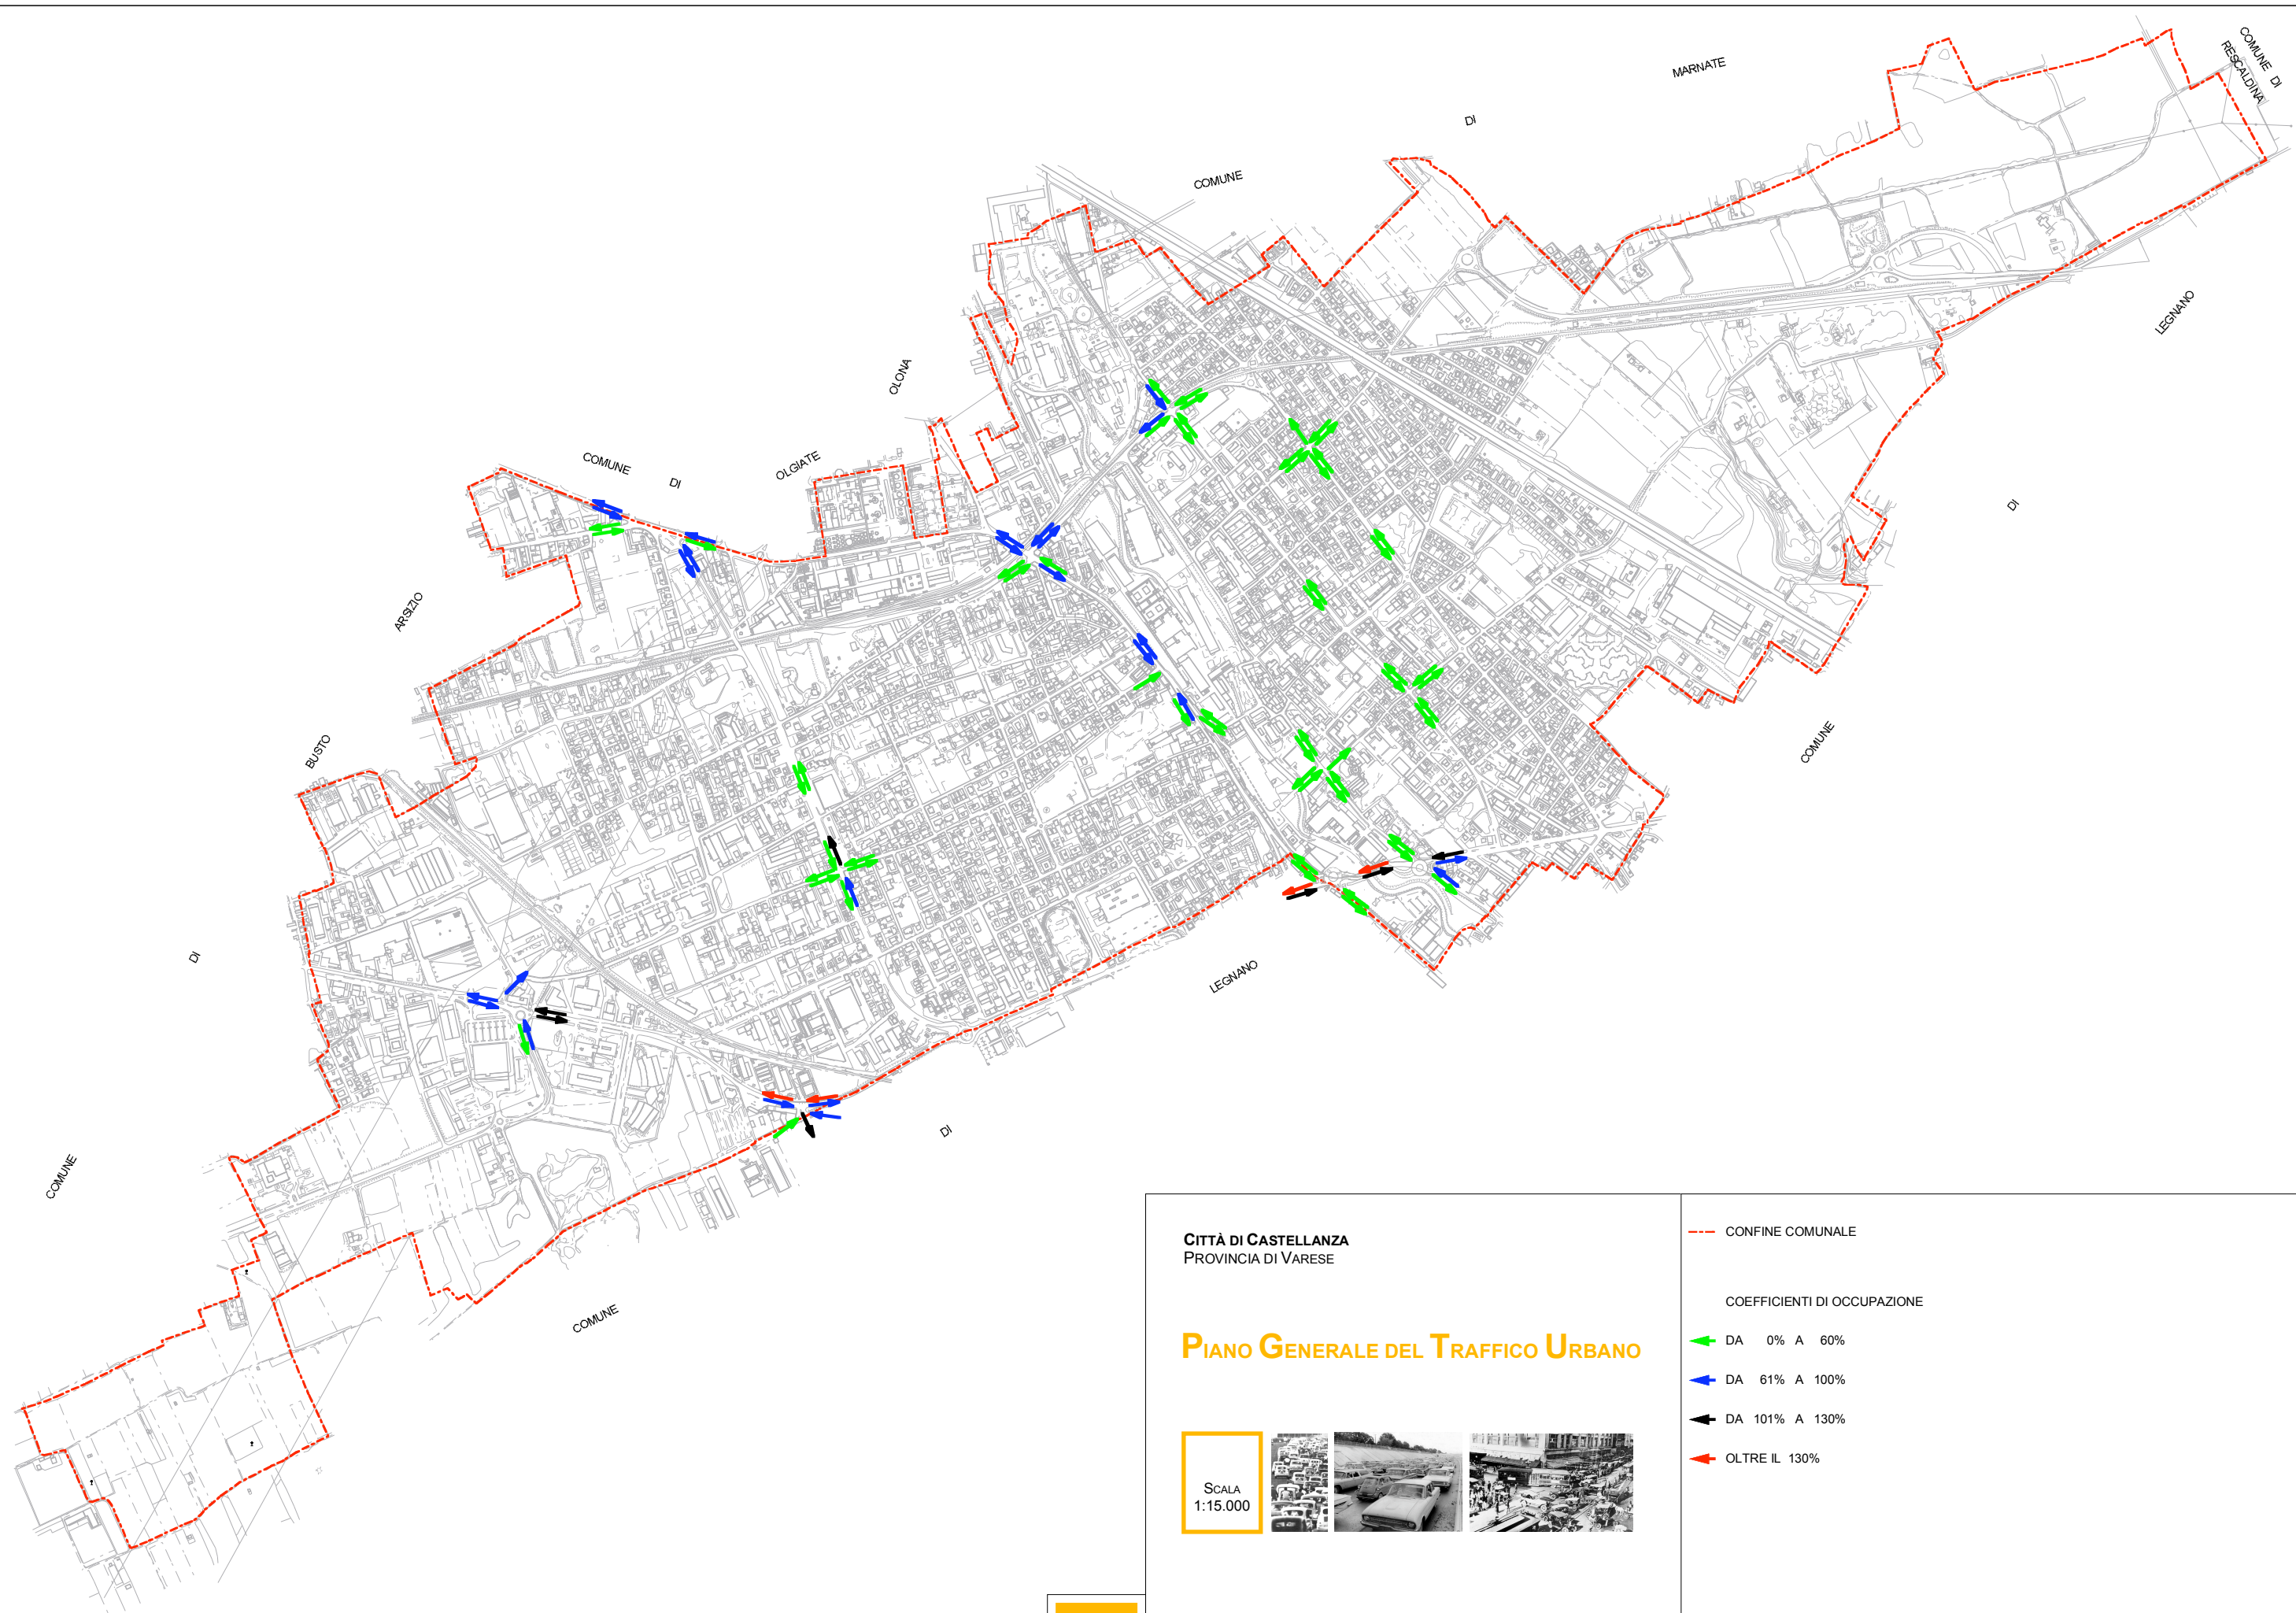 COMUNE DI
RESCALDINA
MARNATE
DI
COMUNE
LEGNANO
OLONA
OLGIATE
DI
COMUNE
DI
ARSIZIO
BUSTO
COMUNE
DI
LEGNANO
DI
DI
COMUNE
COMUNE
CITTÀ DI CASTELLANZA
PROVINCIA DI VARESE
PIANO GENERALE DEL TRAFFICO URBANO
SCALA
1:15.000
CONFINE COMUNALE
COEFFICIENTI DI OCCUPAZIONE
DA 0% A 60%
DA 61% A 100%
DA 101% A 130%
OLTRE IL 130%